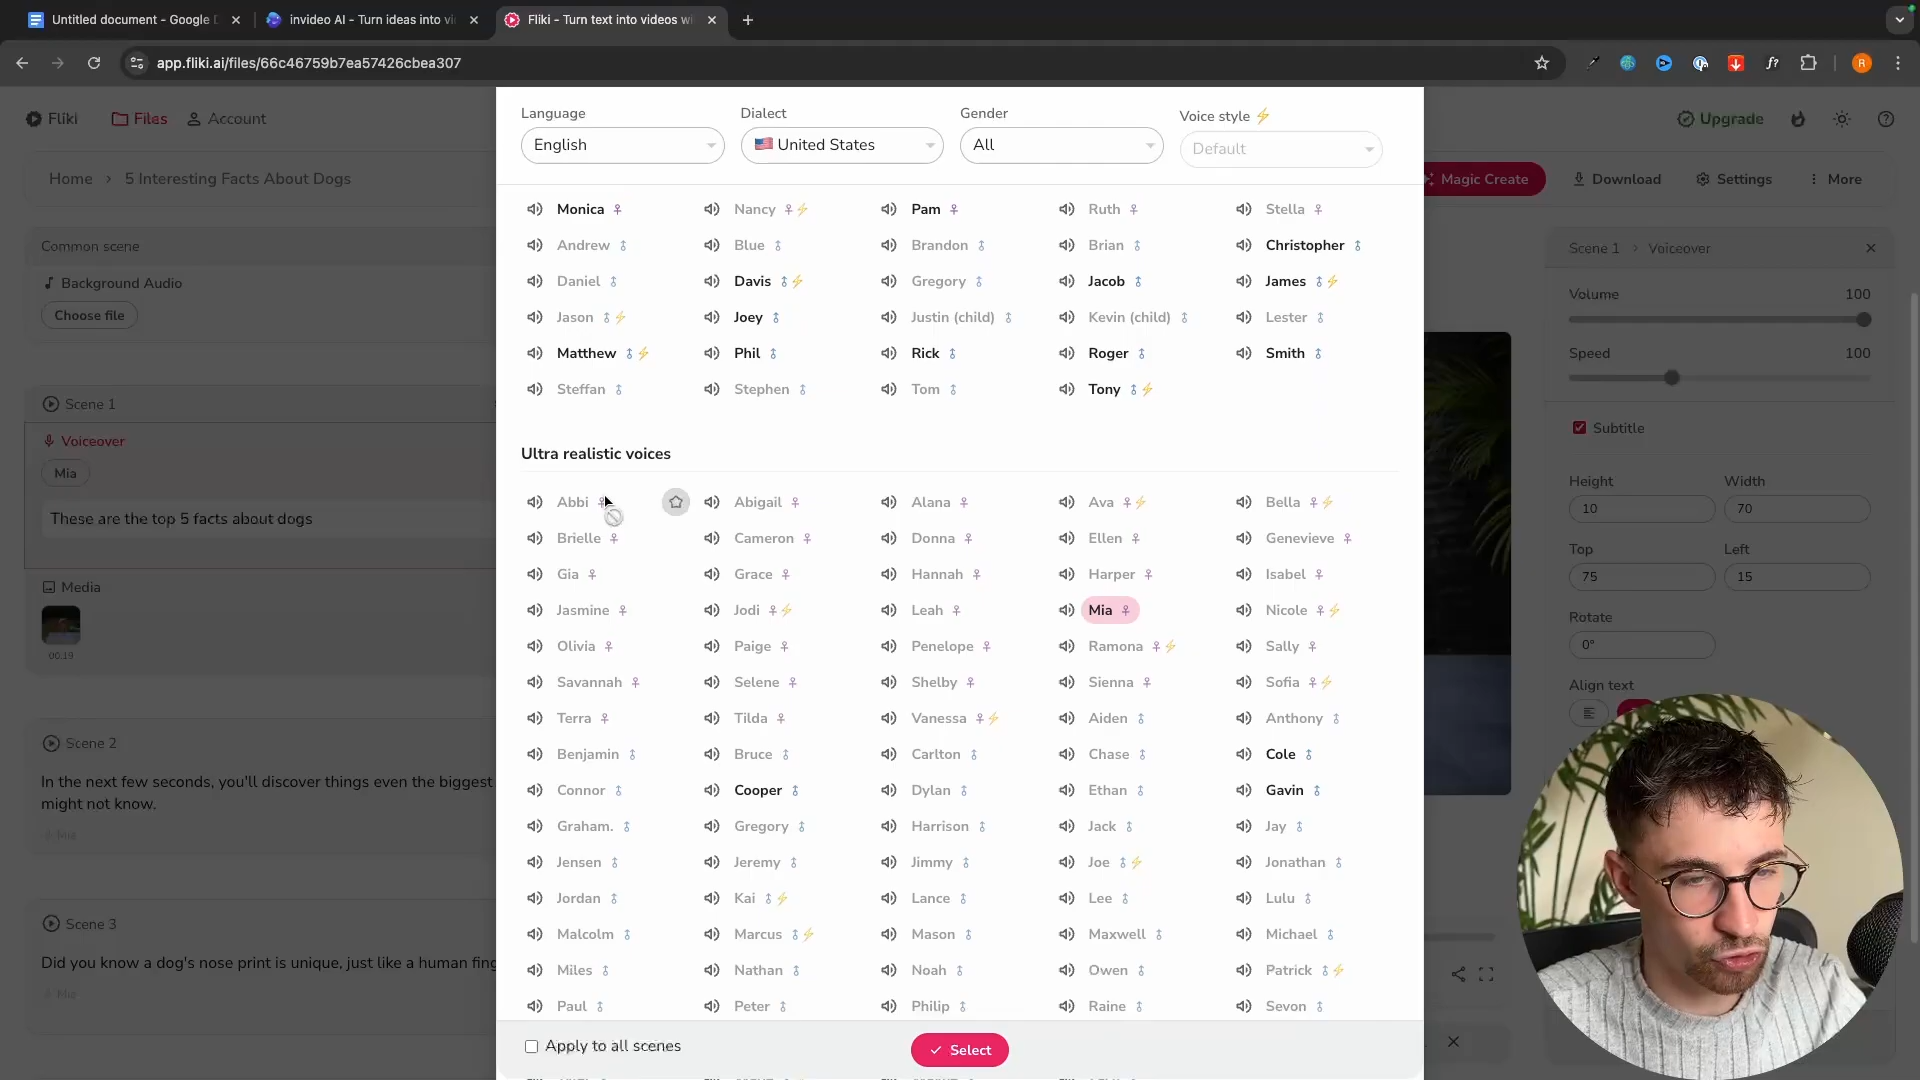 Untitled document - Google D
invideo AI - Turn ideas into vi
Fliki - Turn text into videos wi
app.fliki.ai/files/66c46759b7ea57426cbea307
R
Fliki
Files
Account
Upgrade
Home > 5 Interesting Facts About Dogs
Magic Create
Download
Settings
More
Language
Dialect
Gender
Voice style
English
United States
All
Default
Monica Nancy Pam Ruth Stella
Andrew Blue Brandon Brian Christopher
Daniel Davis Gregory Jacob James
Jason Joey Justin (child) Kevin (child) Lester
Matthew Phil Rick Roger Smith
Steffan Stephen Tom Tony
Ultra realistic voices
Abbi Abigail Alana Ava Bella
Brielle Cameron Donna Ellen Genevieve
Gia Grace Hannah Harper Isabel
Jasmine Jodi Leah Mia Nicole
Olivia Paige Penelope Ramona Sally
Savannah Selene Shelby Sienna Sofia
Terra Tilda Vanessa Aiden Anthony
Benjamin Bruce Carlton Chase Cole
Connor Cooper Dylan Ethan Gavin
Graham. Gregory Harrison Jack Jay
Jensen Jeremy Jimmy Joe Jonathan
Jordan Kai Lance Lee Lulu
Malcolm Marcus Mason Maxwell Michael
Miles Nathan Noah Owen Patrick
Paul Peter Philip Raine Sevon
Apply to all scenes
Select
Common scene
Background Audio
Choose file
Scene 1
Voiceover
Mia
These are the top 5 facts about dogs
Media
00:19
Scene 2
In the next few seconds, you'll discover things even the biggest
might not know.
Mia
Scene 3
Did you know a dog's nose print is unique, just like a human fing
Mia
Scene 1 > Voiceover
Volume 100
Speed 100
Subtitle
Height Width
10 70
Top Left
75 15
Rotate
0°
Align text